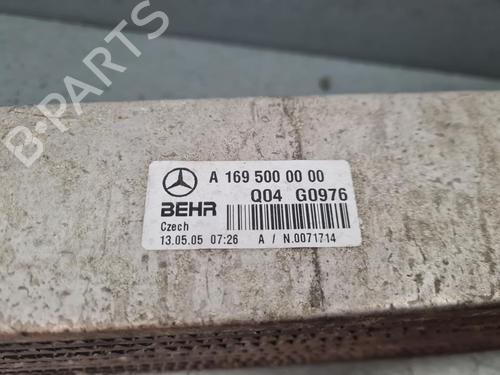 B-PARTS
A 169 500 00 00
Q04 G0976
BEHR
Czech
13.05.05 07:26 A / N.0071714